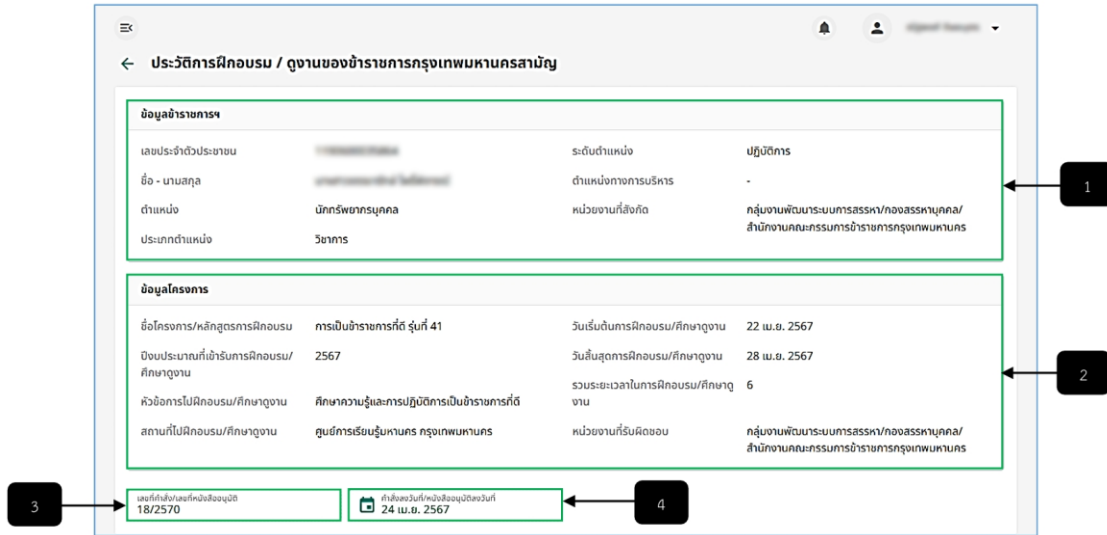 ประวัติการฝึกอบรม / ดูงานของข้าราชการกรุงเทพมหานครสามัญ
ข้อมูลข้าราชการฯ
เลขประจำตัวประชาชน
ระดับตำแหน่ง ปฏิบัติการ
ชื่อ - นามสกุล
ตำแหน่งทางการบริหาร -
1
ตำแหน่ง นักทรัพยากรบุคคล
หน่วยงานที่สังกัด กลุ่มงานพัฒนาระบบการสรรหา/กองสรรหาบุคคล/
สำนักงานคณะกรรมการข้าราชการกรุงเทพมหานคร
ประเภทตำแหน่ง วิชาการ
ข้อมูลโครงการ
ชื่อโครงการ/หลักสูตรการฝึกอบรม การเป็นข้าราชการที่ดี รุ่นที่ 41
วันเริ่มต้นการฝึกอบรม/ศึกษาดูงาน 22 เม.ย. 2567
ปีงบประมาณที่เข้ารับการฝึกอบรม/ 2567
ศึกษาดูงาน
วันสิ้นสุดการฝึกอบรม/ศึกษาดูงาน 28 เม.ย. 2567
รวมระยะเวลาในการฝึกอบรม/ศึกษาดู 6
งาน
2
หัวข้อการไปฝึกอบรม/ศึกษาดูงาน ศึกษาความรู้และการปฏิบัติการเป็นข้าราชการที่ดี
สถานที่ไปฝึกอบรม/ศึกษาดูงาน ศูนย์การเรียนรู้มหานคร กรุงเทพมหานคร
หน่วยงานที่รับผิดชอบ กลุ่มงานพัฒนาระบบการสรรหา/กองสรรหาบุคคล/
สำนักงานคณะกรรมการข้าราชการกรุงเทพมหานคร
3
เลขที่คำสั่ง/เลขที่หนังสืออนุมัติ
18/2570
คำสั่งลงวันที่/หนังสืออนุมัติลงวันที่
24 เม.ย. 2567
4